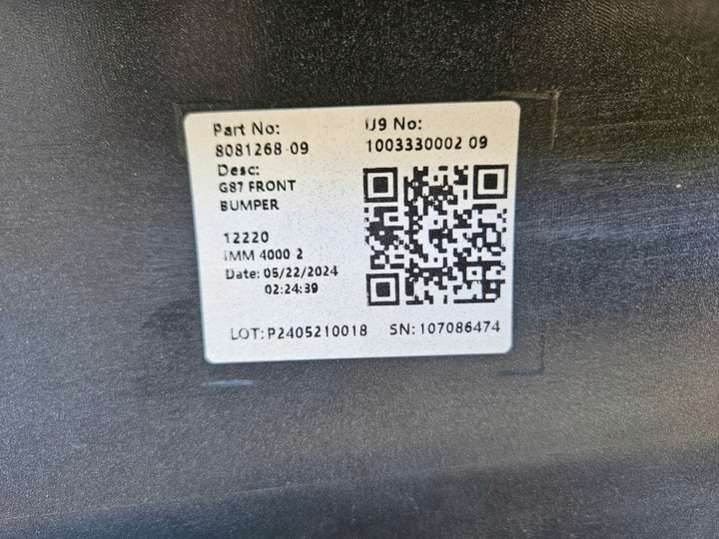 Part No:
8081268-09
U9 No:
1003330002 09
Desc:
G87 FRONT
BUMPER
12220
IMM 4000 2
Date: 05/22/2024
02:24:39
LOT: P2405210018 SN: 107086474